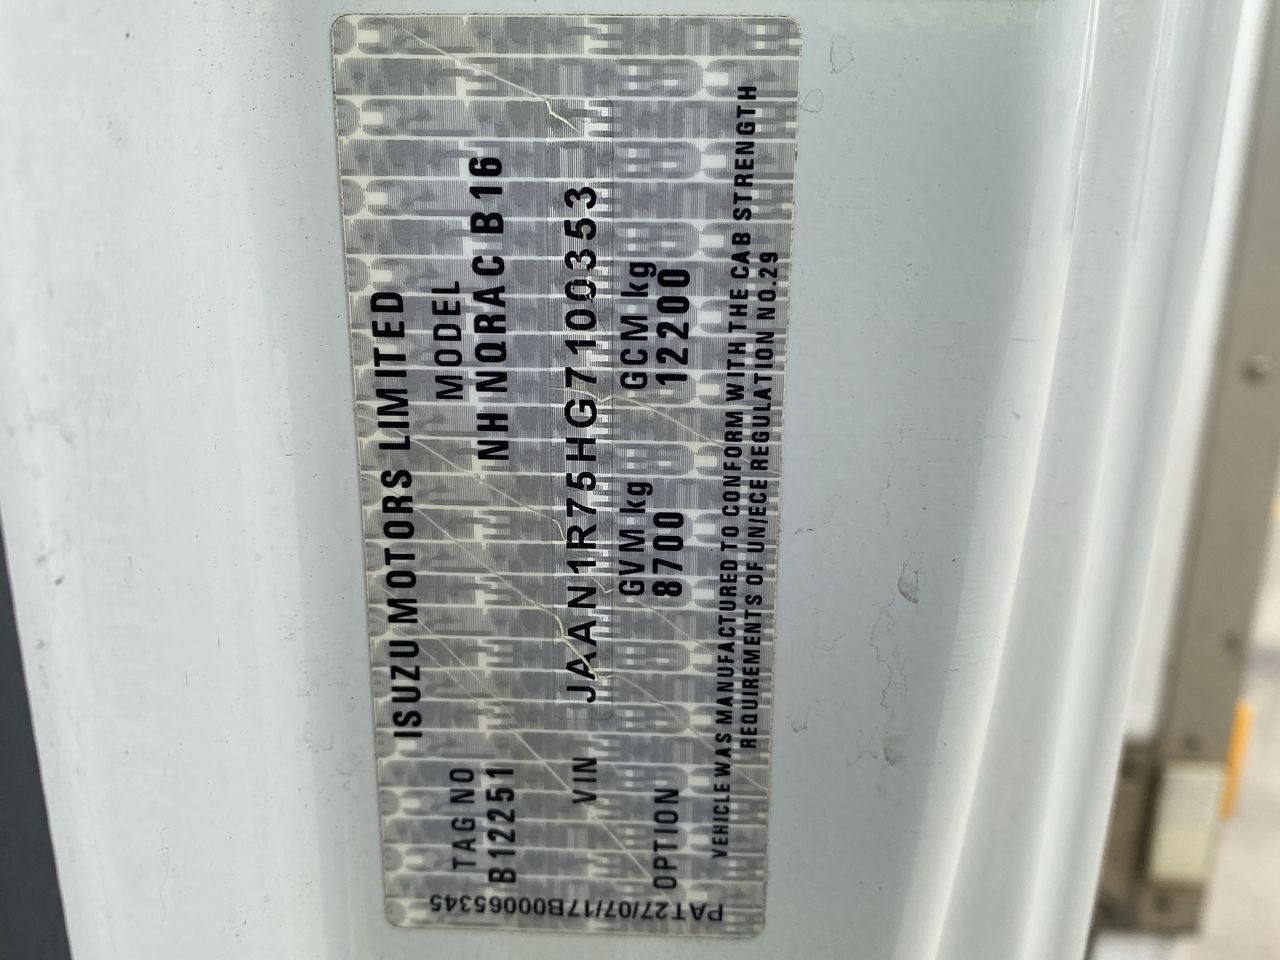 ISUZU MOTORS LIMITED
TAG NO MODEL
B122251 NH NQRAC B16
VIN JAAN1R75HG7100353
OPTION GVM kg GCM kg
8700 12200
VEHICLE WAS MANUFACTURED TO CONFORM WITH THE CAB STRENGTH
REQUIREMENTS OF UN/ECE REGULATION NO.29
PAT27/07/17B00065345